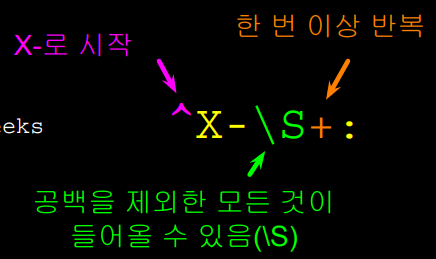 한 번 이상 반복
X-로 시작
^X-\S+:
eeks
공백을 제외한 모든 것이
들어올 수 있음(\S)